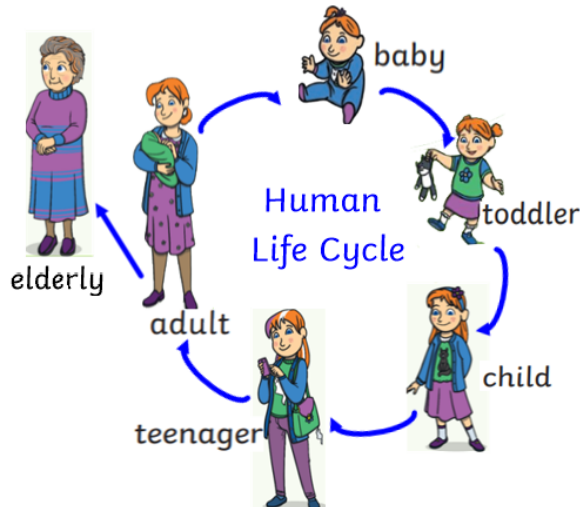 baby
toddler
Human
Life Cycle
elderly
adult
child
teenager